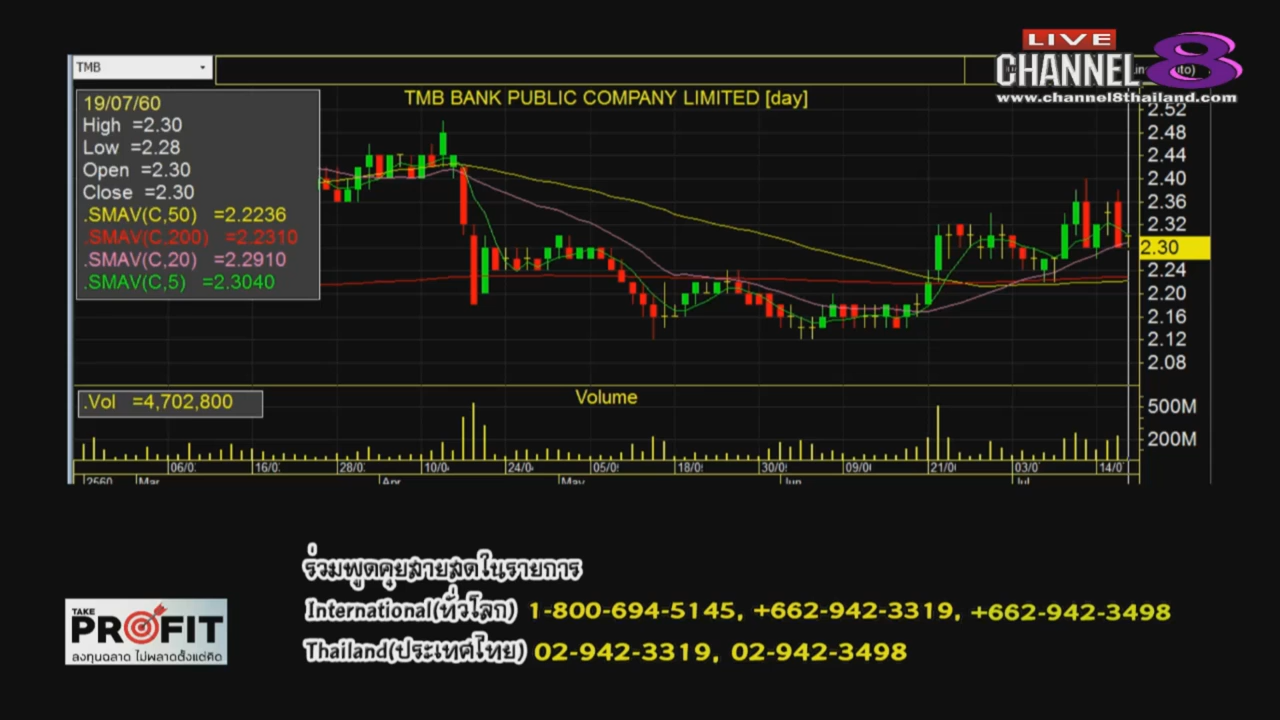 LIVE
CHANNEL 8
www.channel8thailand.com
TMB
TMB BANK PUBLIC COMPANY LIMITED [day]
19/07/60
High =2.30
Low =2.28
Open =2.30
Close =2.30
.SMAV(C,50) =2.2236
.SMAV(C,200) =2.2310
.SMAV(C,20) =2.2910
.SMAV(C,5) =2.3040
2.52
2.48
2.44
2.40
2.36
2.32
2.30
2.24
2.20
2.16
2.12
2.08
.Vol =4,702,800
Volume
500M
200M
06/0 16/0 28/0 10/0 24/0 05/0 18/0 30/0 09/0 21/0 03/0 14/0
2560 Mar Apr May Jun Jul
ร่วมพูดคุยสายสดในรายการ
International(ทั่วโลก) 1-800-694-5145, +662-942-3319, +662-942-3498
Thailand(ประเทศไทย) 02-942-3319, 02-942-3498
TAKE
PROFIT
ลงทุนฉลาด ไม่พลาดตั้งแต่คิด